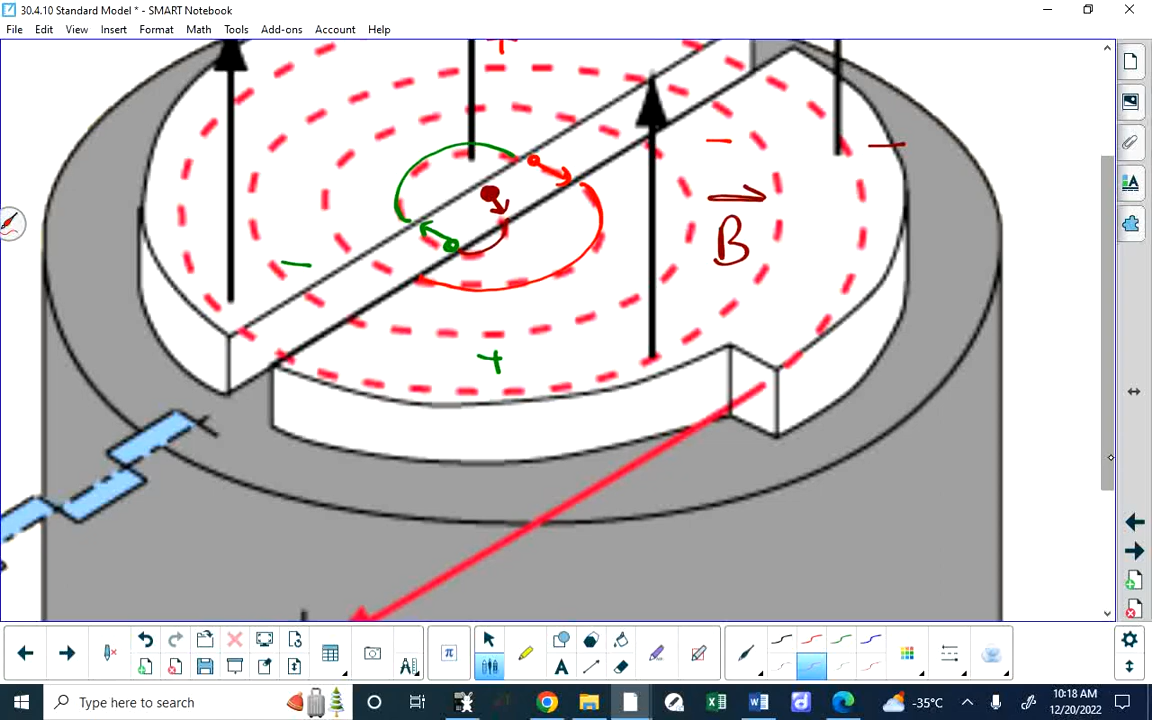 30.4.10 Standard Model * - SMART Notebook
File Edit View Insert Format Math Tools Add-ons Account Help
+
−
−
B
−
+
π
A
A
Type here to search
-35°C
10:18 AM
12/20/2022